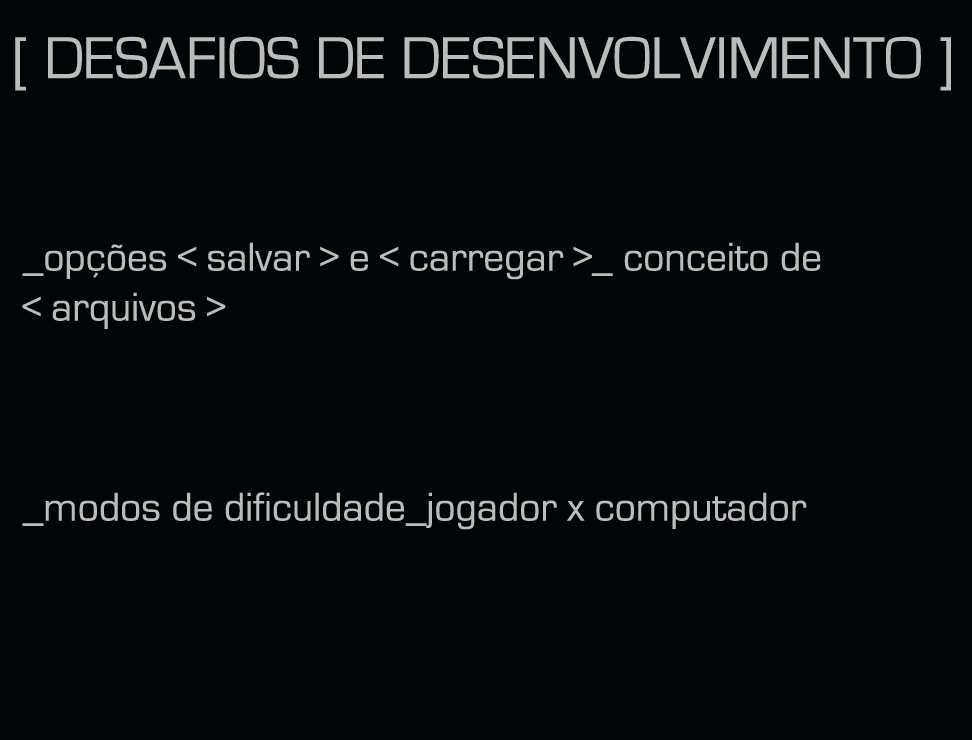 [ DESAFIOS DE DESENVOLVIMENTO ]
_opções < salvar > e < carregar >_ conceito de
< arquivos >
_modos de dificuldade_jogador x computador